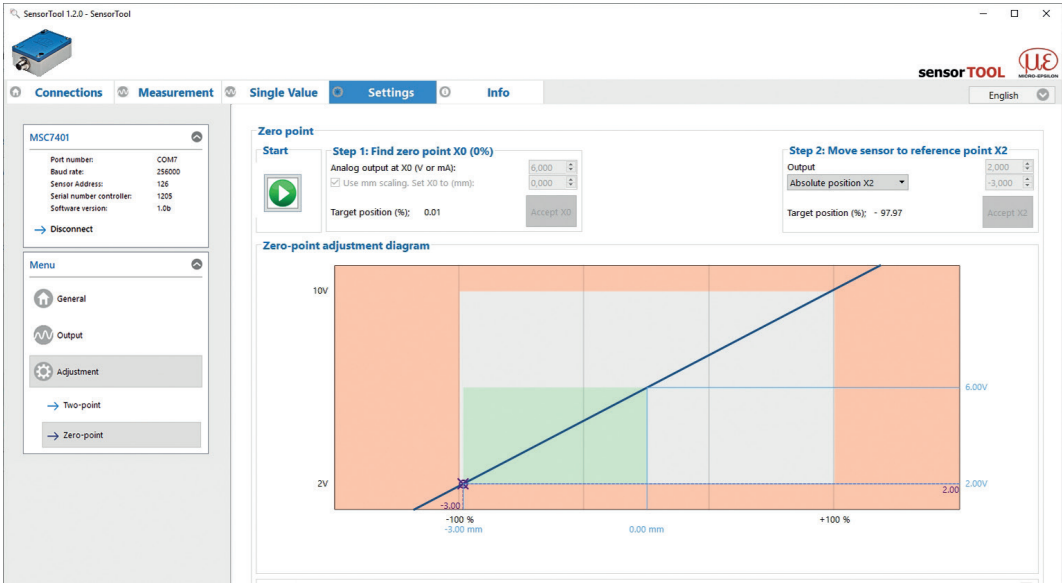 SensorTool 1.2.0 - SensorTool
sensorTOOL
με
MICRO-EPSILON
Connections
Measurement
Single Value
Settings
Info
English
MSC7401
Port number: COM7
Baud rate: 256000
Sensor Address: 126
Serial number controller: 1205
Software version: 1.0b
Disconnect
Menu
General
Output
Adjustment
Two-point
Zero-point
Zero point
Start
Step 1: Find zero point X0 (0%)
Analog output at X0 (V or mA): 6,000
Use mm scaling. Set X0 to (mm): 0,000
Target position (%); 0.01
Accept X0
Step 2: Move sensor to reference point X2
Output 2,000
Absolute position X2 -3,000
Target position (%); - 97.97
Accept X2
Zero-point adjustment diagram
10V
6.00V
2V
2.00
2.00V
-3.00
-100 %
+100 %
-3.00 mm
0.00 mm